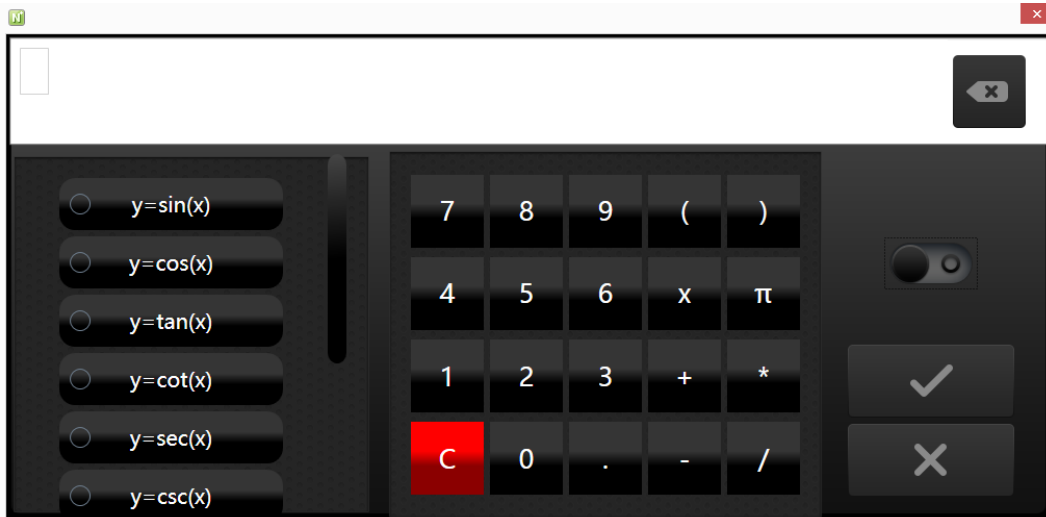 N
y=sin(x)
y=cos(x)
y=tan(x)
y=cot(x)
y=sec(x)
y=csc(x)
7 8 9 ( )
4 5 6 x π
1 2 3 + *
C 0 . - /